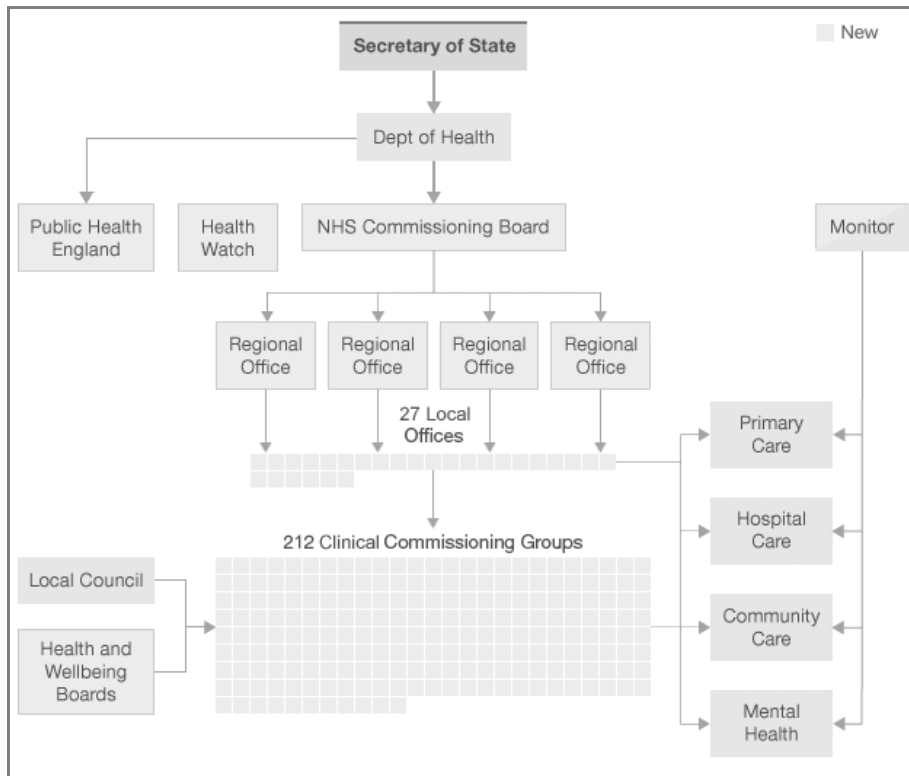 Secretary of State
New
Dept of Health
Public Health
England
Health
Watch
NHS Commissioning Board
Monitor
Regional
Office
Regional
Office
Regional
Office
Regional
Office
27 Local
Offices
Primary
Care
Hospital
Care
212 Clinical Commissioning Groups
Local Council
Community
Care
Health and
Wellbeing
Boards
Mental
Health